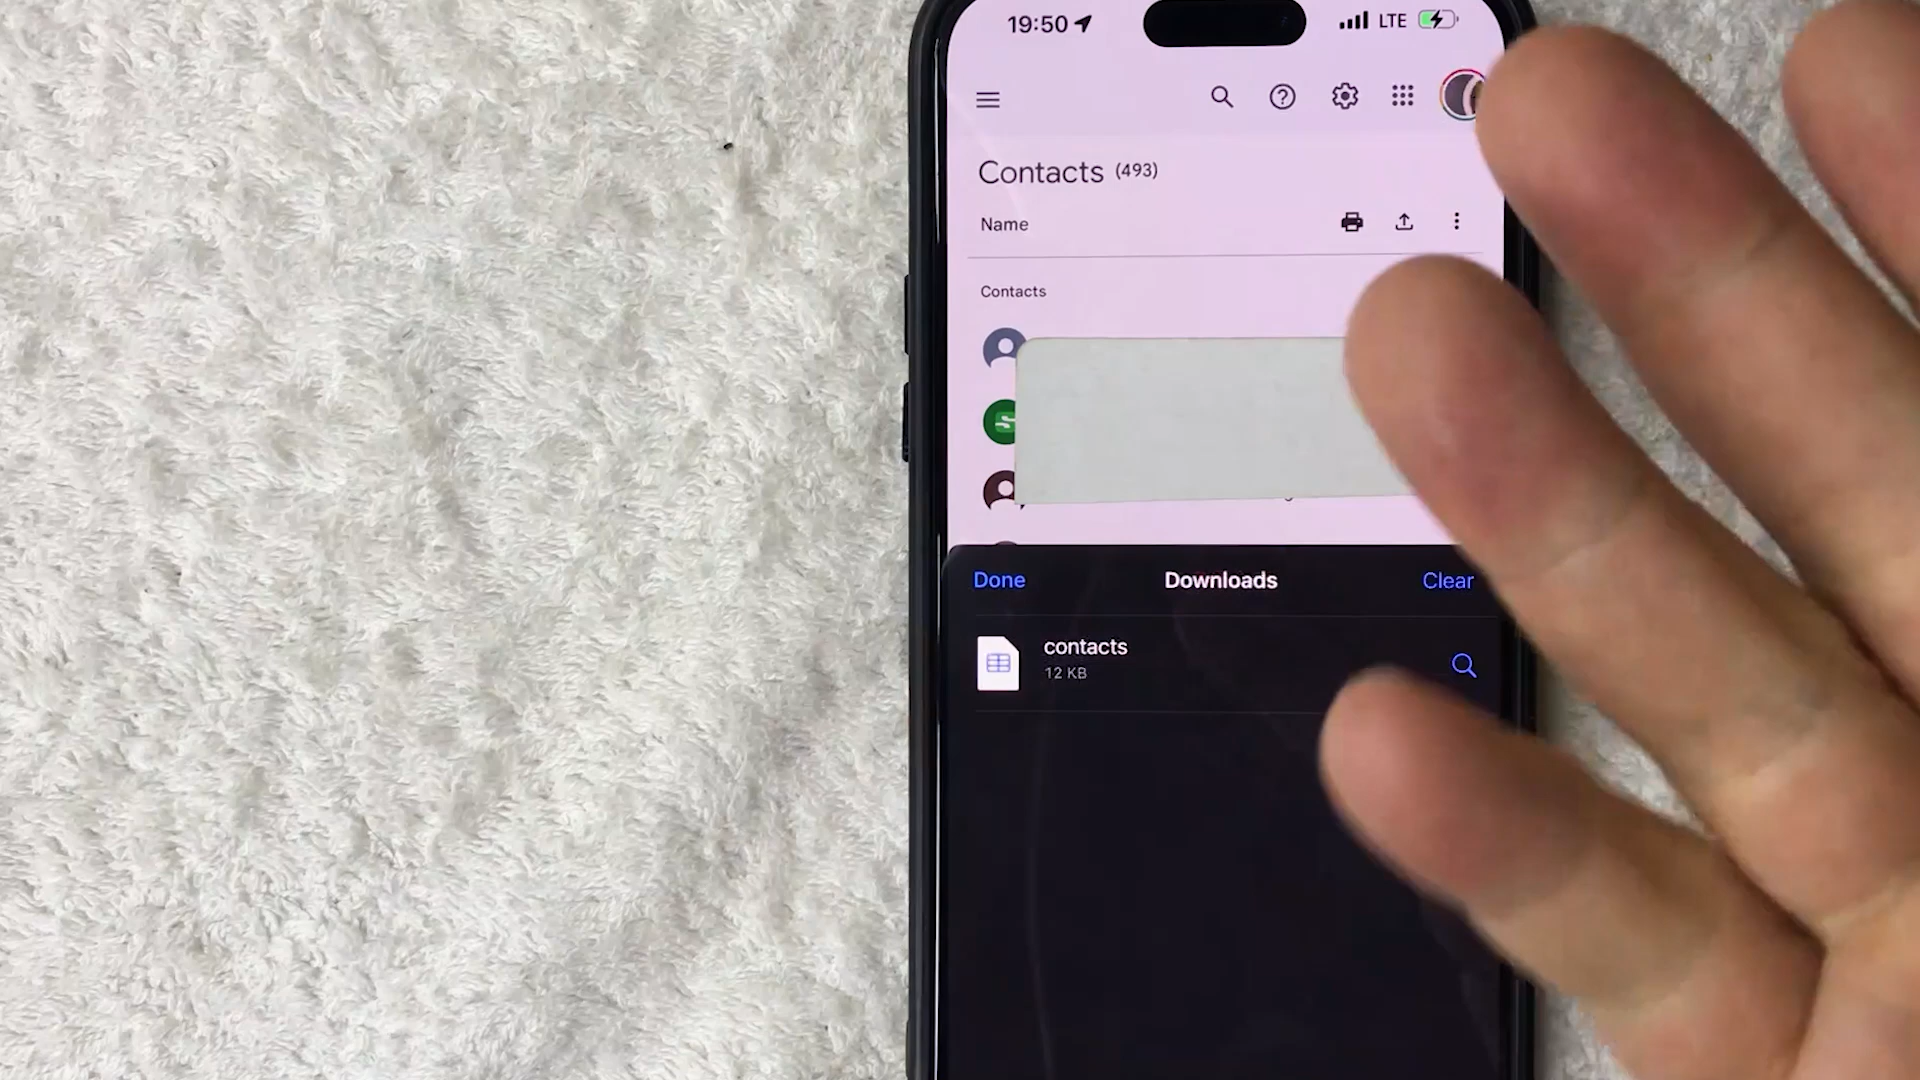 19:50 LTE
Contacts (493)
Name
Contacts
Done Downloads Clear
contacts
12 KB